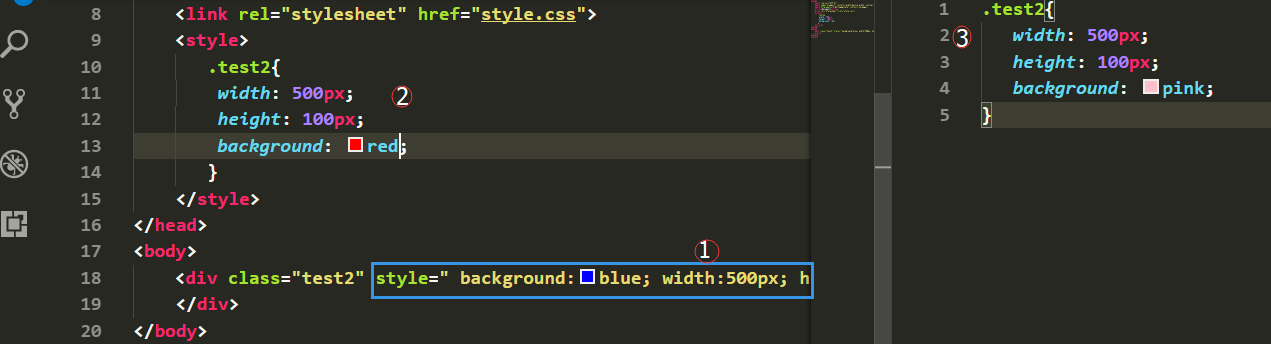 8 <link rel="stylesheet" href="style.css">
9 <style>
10 .test2{
11 width: 500px; ②
12 height: 100px;
13 background: red;
14 }
15 </style>
16 </head>
17 <body>
①
18 <div class="test2" style=" background: blue; width:500px; h
19 </div>
20 </body>
1 .test2{
2 ③ width: 500px;
3 height: 100px;
4 background: pink;
5 }